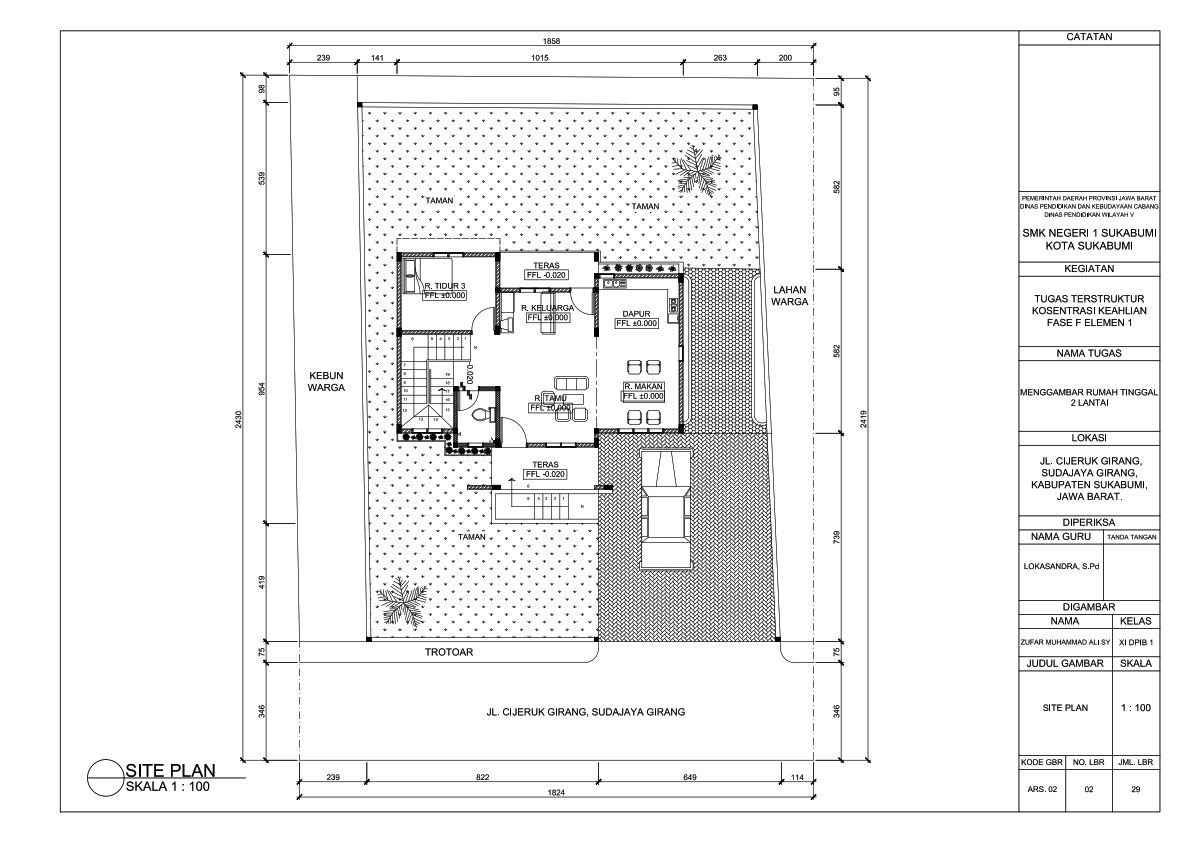 1858
239
141
1015
263
200
98
539
954
2430
419
75
346
95
582
582
2419
739
75
346
TAMAN
TAMAN
TERAS
FFL -0.020
R. TIDUR 3
FFL ±0.000
R. KELUARGA
FFL ±0.000
DAPUR
FFL ±0.000
LAHAN
WARGA
KEBUN
WARGA
-0.020
R. TAMU
FFL ±0.000
R. MAKAN
FFL ±0.000
TERAS
FFL -0.020
TAMAN
TROTOAR
JL. CIJERUK GIRANG, SUDAJAYA GIRANG
239
822
649
114
1824
SITE PLAN
SKALA 1 : 100
CATATAN
PEMERINTAH DAERAH PROVINSI JAWA BARAT
DINAS PENDIDIKAN DAN KEBUDAYAAN CABANG
DINAS PENDIDIKAN WILAYAH V
SMK NEGERI 1 SUKABUMI
KOTA SUKABUMI
KEGIATAN
TUGAS TERSTRUKTUR
KOSENTRASI KEAHLIAN
FASE F ELEMEN 1
NAMA TUGAS
MENGGAMBAR RUMAH TINGGAL
2 LANTAI
LOKASI
JL. CIJERUK GIRANG,
SUDAJAYA GIRANG,
KABUPATEN SUKABUMI,
JAWA BARAT.
DIPERIKSA
NAMA GURU TANDA TANGAN
LOKASANDRA, S.Pd
DIGAMBAR
NAMA KELAS
ZUFAR MUHAMMAD ALI SY XI DPIB 1
JUDUL GAMBAR SKALA
SITE PLAN 1 : 100
KODE GBR NO. LBR JML. LBR
ARS. 02 02 29